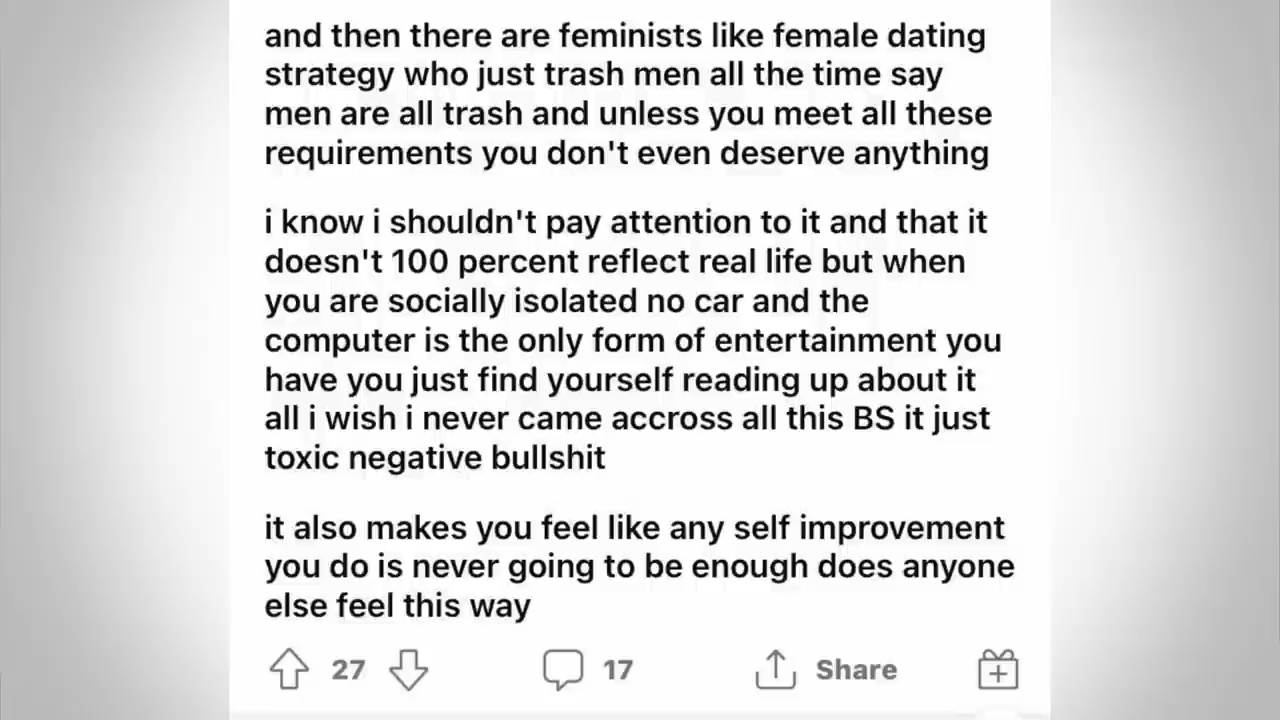 and then there are feminists like female dating
strategy who just trash men all the time say
men are all trash and unless you meet all these
requirements you don't even deserve anything
i know i shouldn't pay attention to it and that it
doesn't 100 percent reflect real life but when
you are socially isolated no car and the
computer is the only form of entertainment you
have you just find yourself reading up about it
all i wish i never came accross all this BS it just
toxic negative bullshit
it also makes you feel like any self improvement
you do is never going to be enough does anyone
else feel this way
27 17 Share